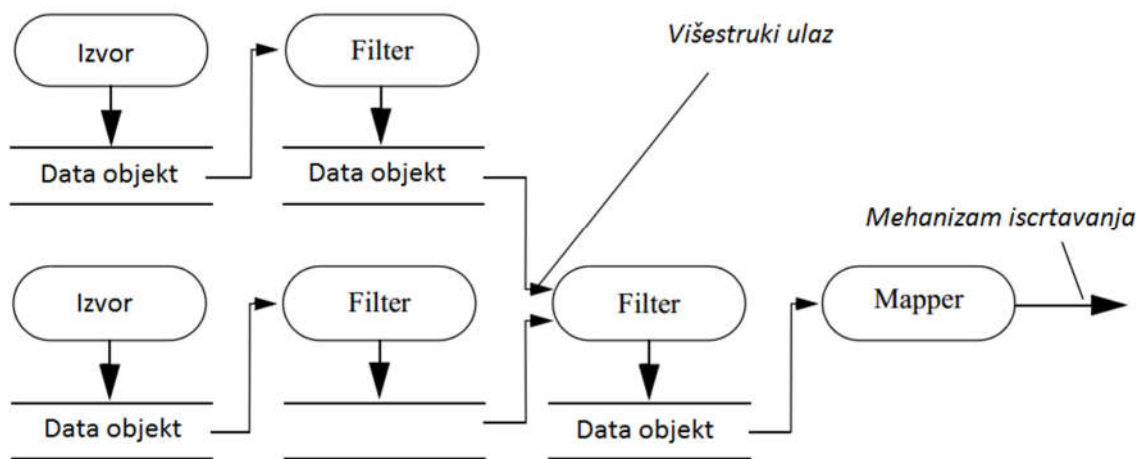 Izvor
Filter
Višestruki ulaz
Data objekt
Data objekt
Mehanizam iscrtavanja
Izvor
Filter
Filter
Mapper
Data objekt
Data objekt